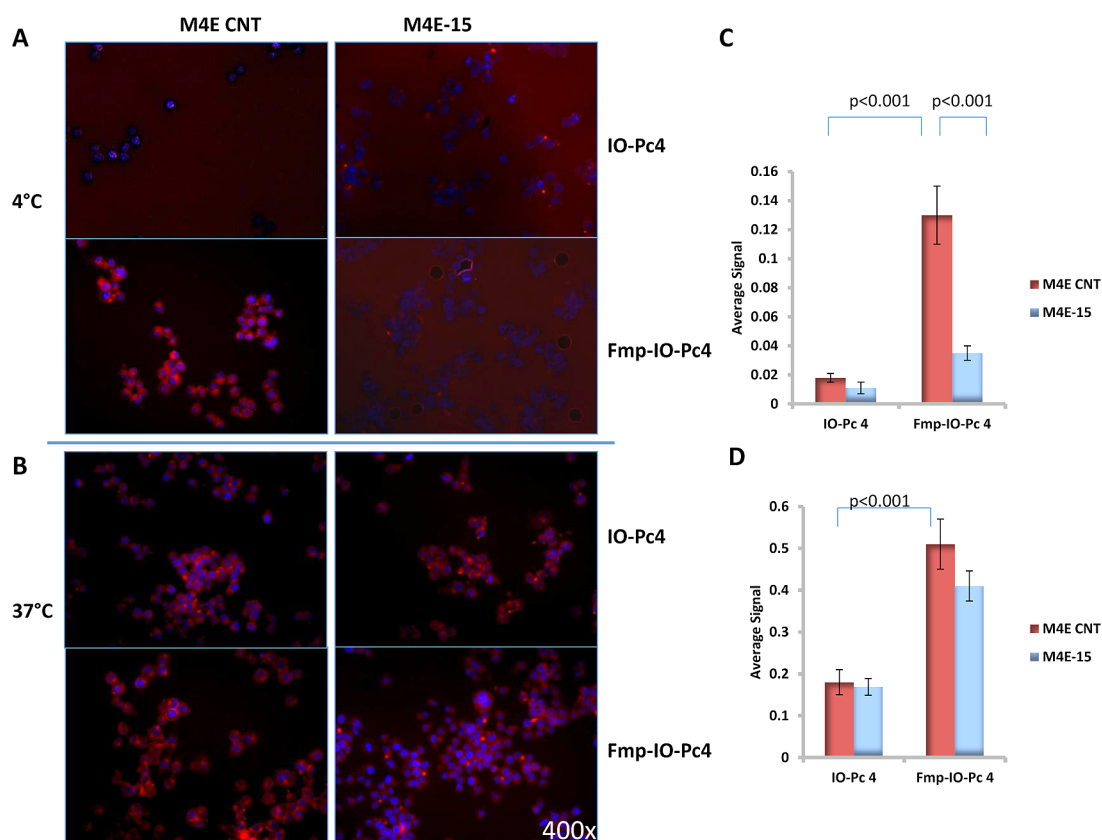 M4E CNT
M4E-15
A
4°C
IO-Pc4
Fmp-IO-Pc4
B
37°C
IO-Pc4
Fmp-IO-Pc4
400x
C
p<0.001
p<0.001
Average Signal
0.16
0.14
0.12
0.1
0.08
0.06
0.04
0.02
0
IO-Pc 4
Fmp-IO-Pc 4
M4E CNT
M4E-15
D
p<0.001
Average Signal
0.6
0.5
0.4
0.3
0.2
0.1
0
IO-Pc 4
Fmp-IO-Pc 4
M4E CNT
M4E-15